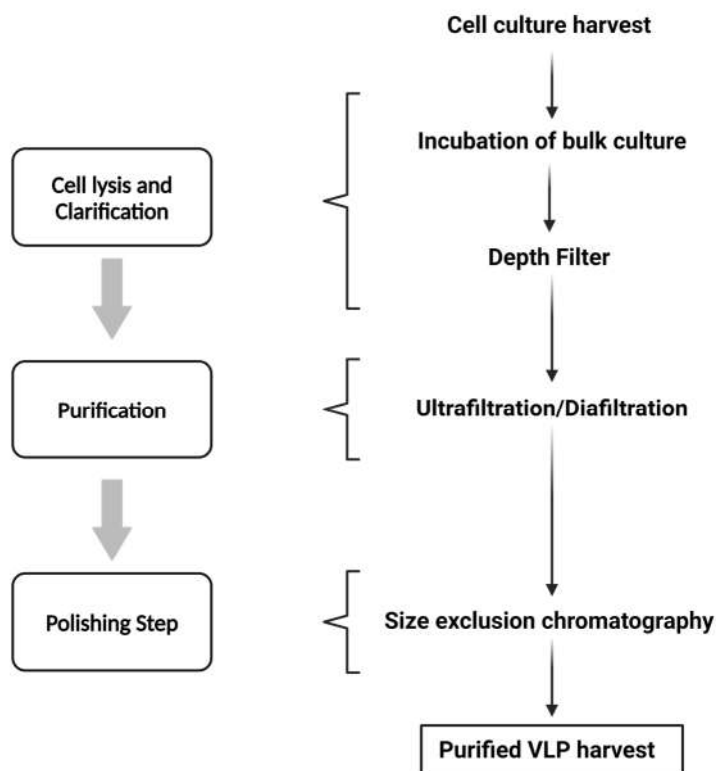 Cell culture harvest
Incubation of bulk culture
Cell lysis and
Clarification
Depth Filter
Purification
Ultrafiltration/Diafiltration
Polishing Step
Size exclusion chromatography
Purified VLP harvest